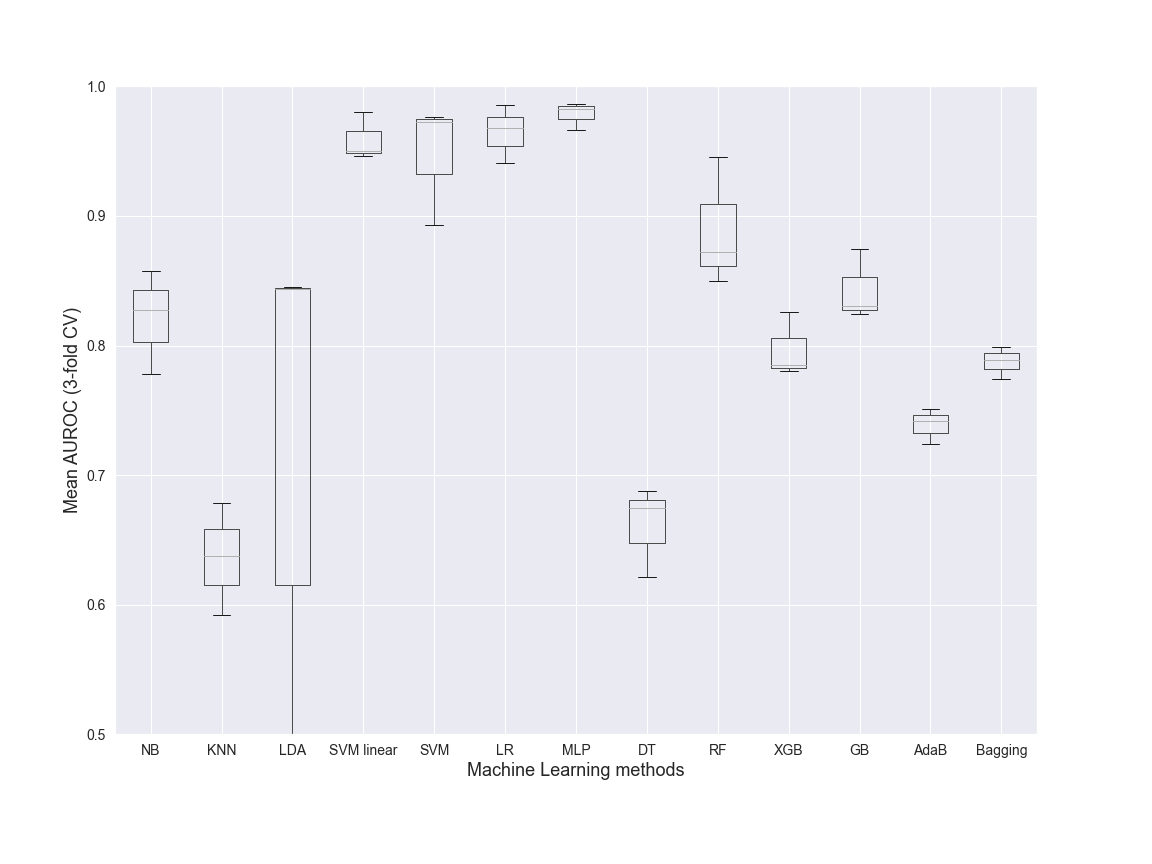 Mean AUROC (3-fold CV)
1.0
0.9
0.8
0.7
0.6
0.5
NB KNN LDA SVM linear SVM LR MLP DT RF XGB GB AdaB Bagging
Machine Learning methods